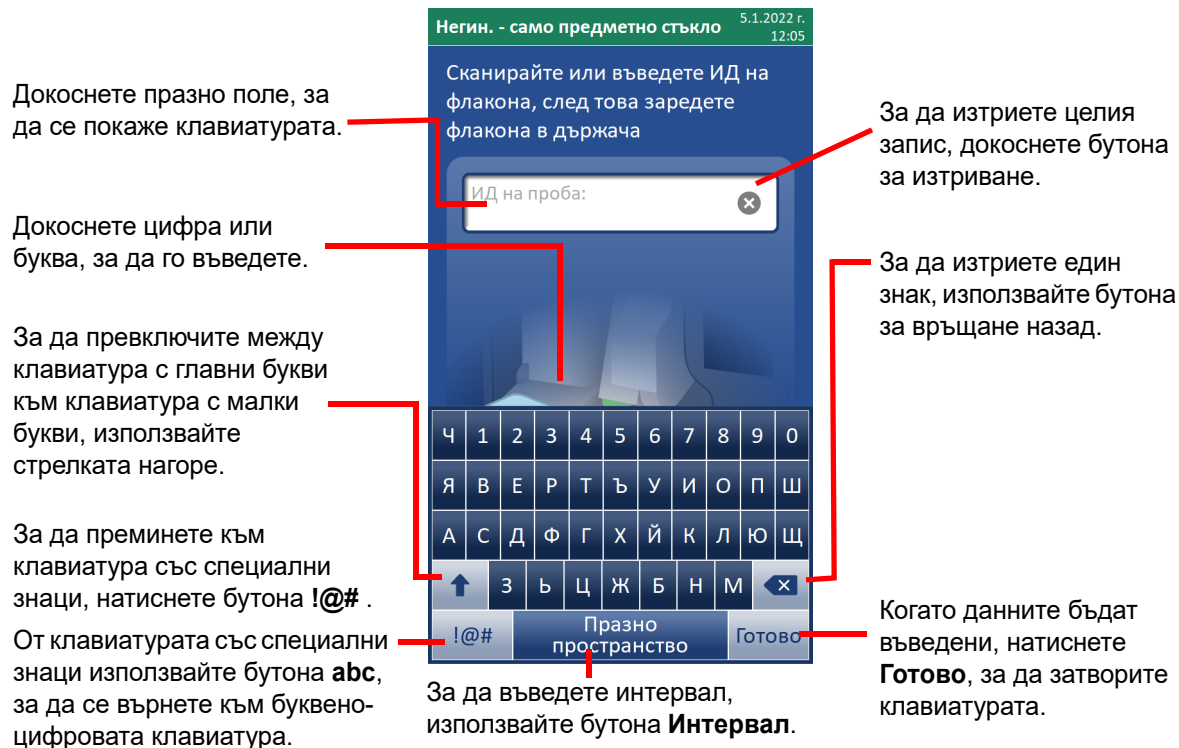 Негин. - само предметно стъкло
5.1.2022 г.
12:05
Сканирайте или въведете ИД на
флакона, след това заредете
флакона в държача
ИД на проба:
Докоснете празно поле, за
да се покаже клавиатурата.
Докоснете цифра или
буква, за да го въведете.
За да превключите между
клавиатура с главни букви
към клавиатура с малки
букви, използвайте
стрелката нагоре.
За да преминете към
клавиатура със специални
знаци, натиснете бутона !@# .
От клавиатурата със специални
знаци използвайте бутона abc,
за да се върнете към буквено-
цифровата клавиатура.
Ч 1 2 3 4 5 6 7 8 9 0
Я В Е Р Т Ъ У И О П Ш
А С Д Ф Г Х Й К Л Ю Щ
З Ь Ц Ж Б Н М
!@# Празно
пространство
Готово
За да въведете интервал,
използвайте бутона Интервал.
За да изтриете целия
запис, докоснете бутона
за изтриване.
За да изтриете един
знак, използвайте бутона
за връщане назад.
Когато данните бъдат
въведени, натиснете
Готово, за да затворите
клавиатурата.